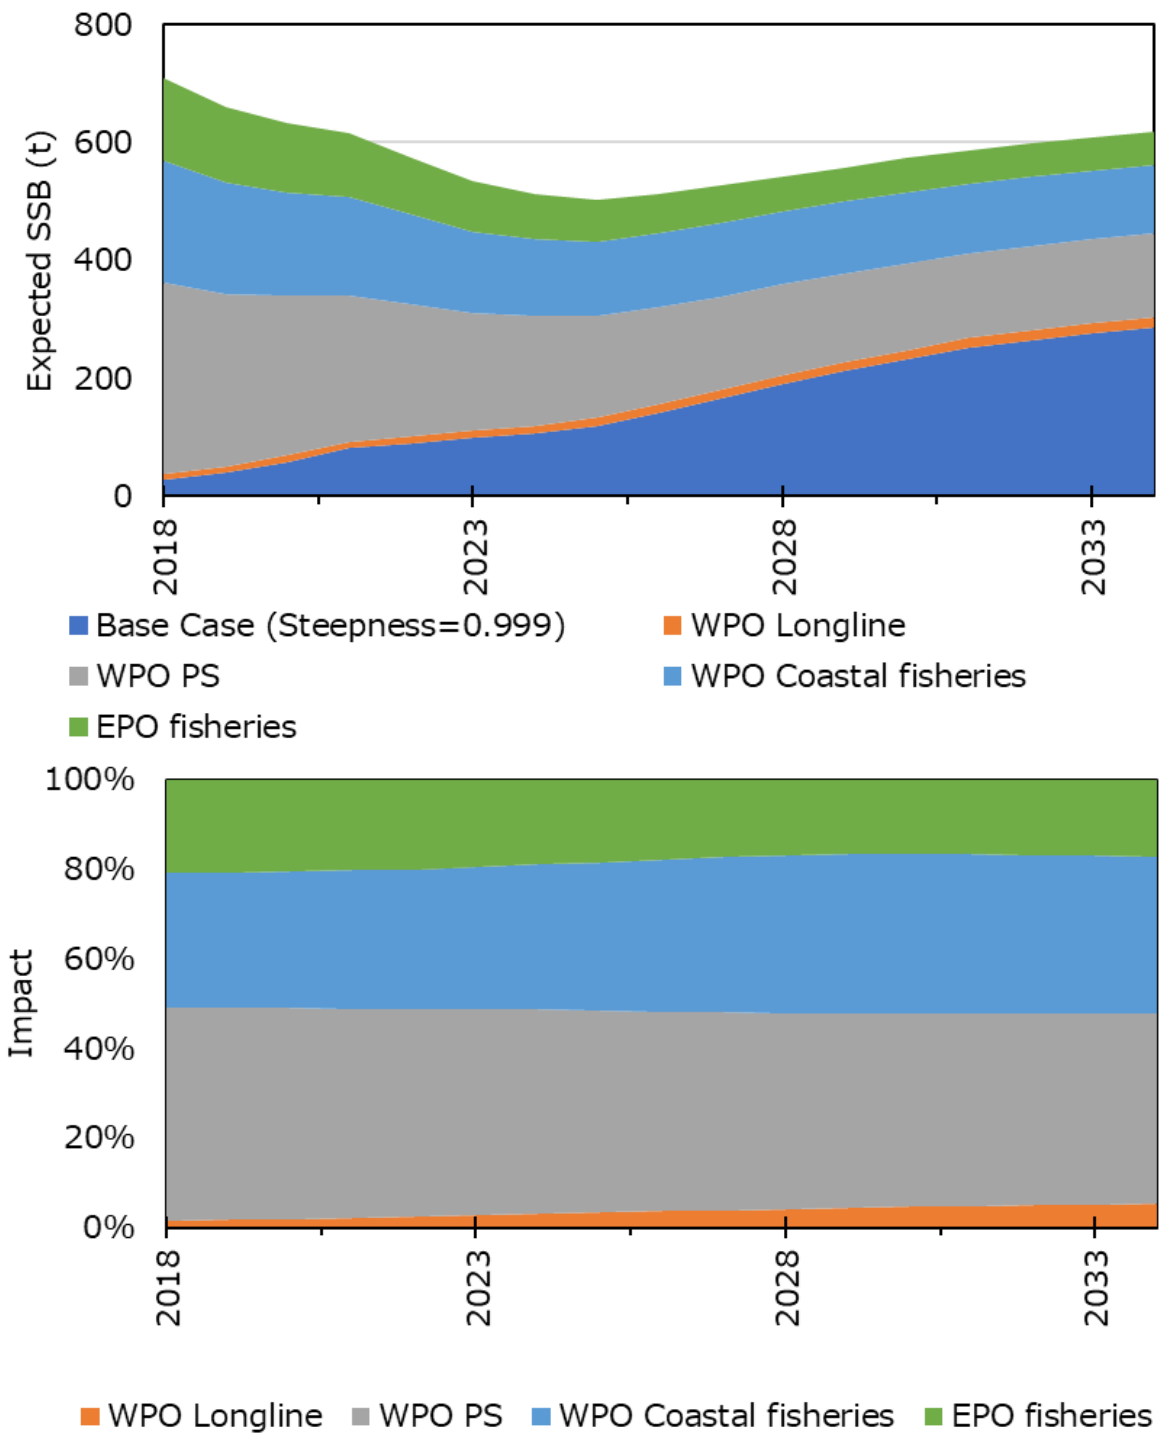 800
600
400
200
0
Expected SSB (t)
2018
2023
2028
2033
Base Case (Steepness=0.999)
WPO Longline
WPO PS
WPO Coastal fisheries
EPO fisheries
100%
80%
60%
40%
20%
0%
Impact
2018
2023
2028
2033
WPO Longline WPO PS WPO Coastal fisheries EPO fisheries